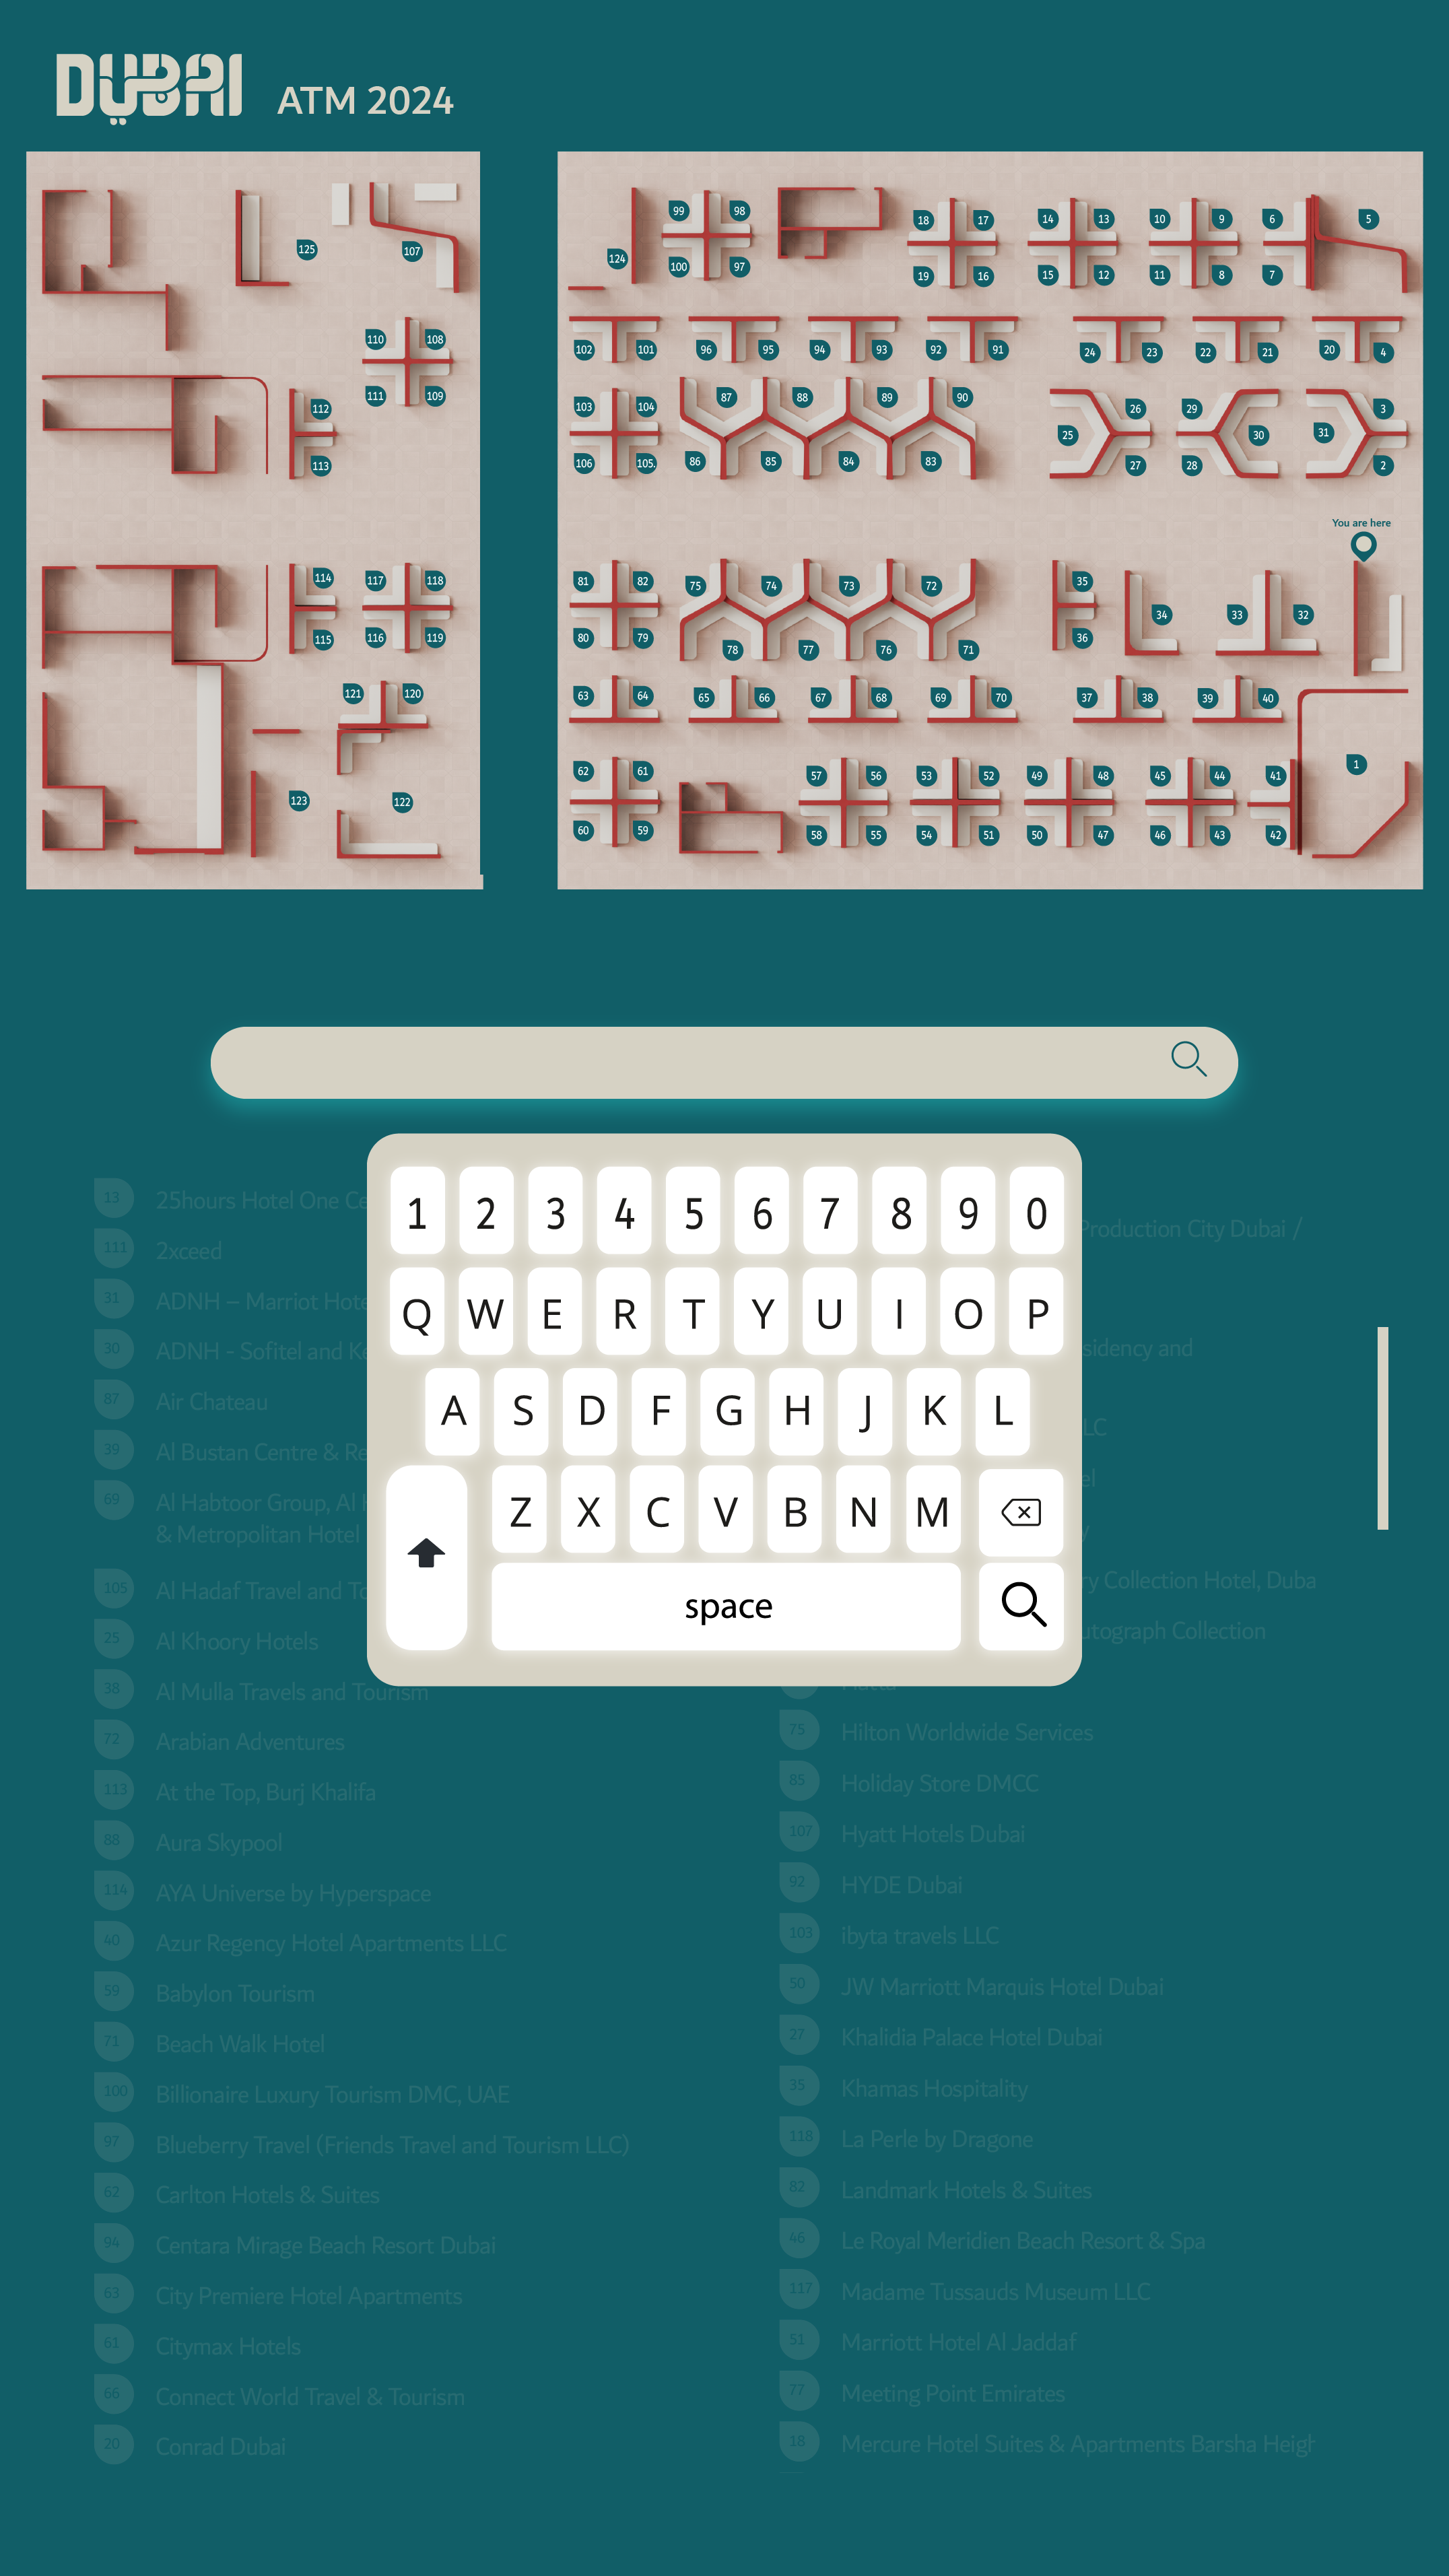 DUBAI
ATM 2024
125
107
110
108
111
109
112
113
114
115
117
118
116
119
121
120
123
122
124
99
98
100
97
18
17
19
16
14
13
15
12
10
9
11
8
6
7
5
102
101
96
95
94
93
92
91
24
23
22
21
20
4
103
104
106
105.
87
88
89
90
86
85
84
83
25
26
27
29
28
30
31
3
2
You are here
81
82
80
79
75
74
73
72
78
77
76
71
35
36
34
33
32
63
64
65
66
67
68
69
70
37
38
39
40
62
61
60
59
57
56
58
55
53
52
54
51
49
48
50
47
45
44
46
43
41
42
1
1 2 3 4 5 6 7 8 9 0
Q W E R T Y U I O P
A S D F G H J K L
Z X C V B N M
space
13 25hours Hotel One Ce
111 2xceed
31 ADNH – Marriot Hote
30 ADNH - Sofitel and Ke
87 Air Chateau
39 Al Bustan Centre & Re
69 Al Habtoor Group, Al
& Metropolitan Hotel
105 Al Hadaf Travel and To
25 Al Khoory Hotels
38 Al Mulla Travels and Tourism
72 Arabian Adventures
113 At the Top, Burj Khalifa
88 Aura Skypool
114 AYA Universe by Hyperspace
40 Azur Regency Hotel Apartments LLC
59 Babylon Tourism
71 Beach Walk Hotel
100 Billionaire Luxury Tourism DMC, UAE
97 Blueberry Travel (Friends Travel and Tourism LLC)
62 Carlton Hotels & Suites
94 Centara Mirage Beach Resort Dubai
63 City Premiere Hotel Apartments
61 Citymax Hotels
66 Connect World Travel & Tourism
20 Conrad Dubai
Production City Dubai /
sidency and
LC
el
y
ry Collection Hotel, Duba
utograph Collection
75 Hilton Worldwide Services
85 Holiday Store DMCC
107 Hyatt Hotels Dubai
92 HYDE Dubai
103 ibyta travels LLC
50 JW Marriott Marquis Hotel Dubai
27 Khalidia Palace Hotel Dubai
35 Khamas Hospitality
118 La Perle by Dragone
82 Landmark Hotels & Suites
46 Le Royal Meridien Beach Resort & Spa
117 Madame Tussauds Museum LLC
51 Marriott Hotel Al Jaddaf
77 Meeting Point Emirates
18 Mercure Hotel Suites & Apartments Barsha Heigh